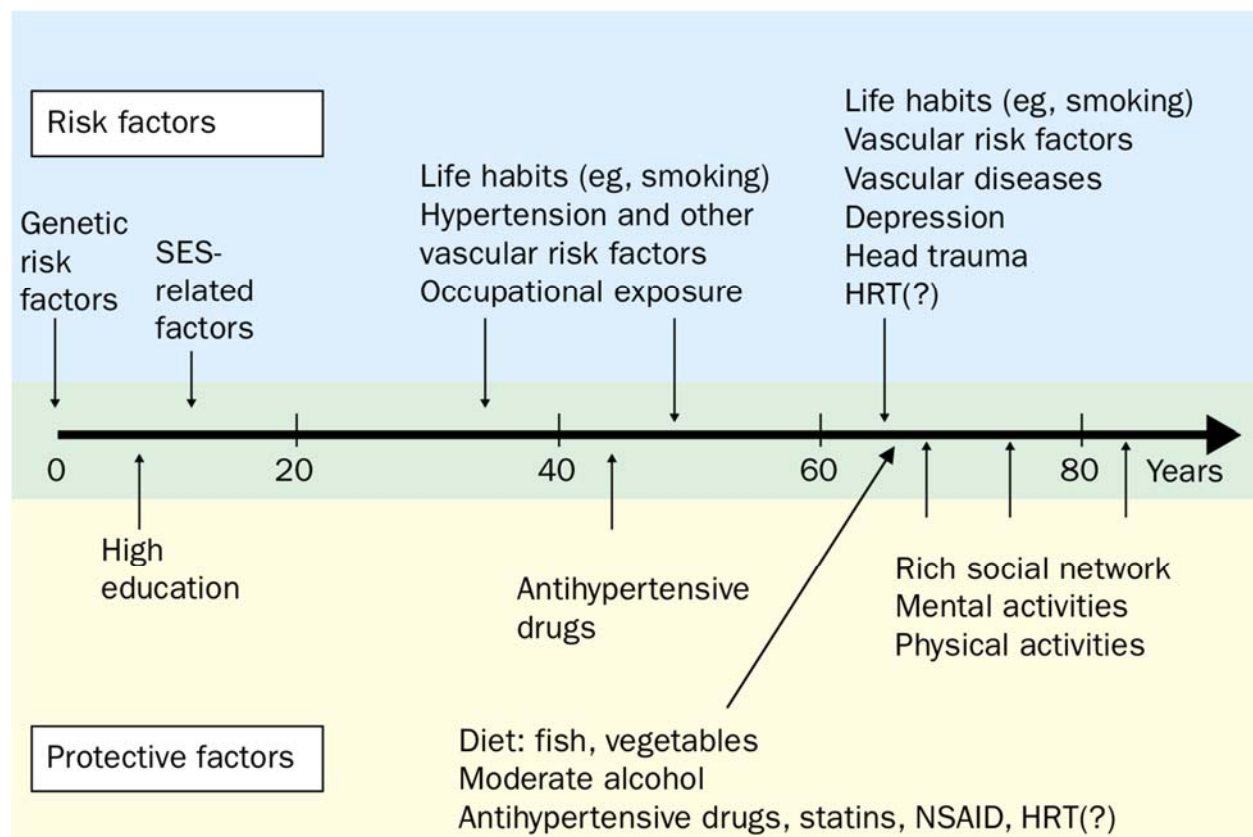 Risk factors
Genetic
risk
factors
SES-
related
factors
Life habits (eg, smoking)
Hypertension and other
vascular risk factors
Occupational exposure
Life habits (eg, smoking)
Vascular risk factors
Vascular diseases
Depression
Head trauma
HRT(?)
0 20 40 60 80 Years
High
education
Antihypertensive
drugs
Rich social network
Mental activities
Physical activities
Protective factors
Diet: fish, vegetables
Moderate alcohol
Antihypertensive drugs, statins, NSAID, HRT(?)